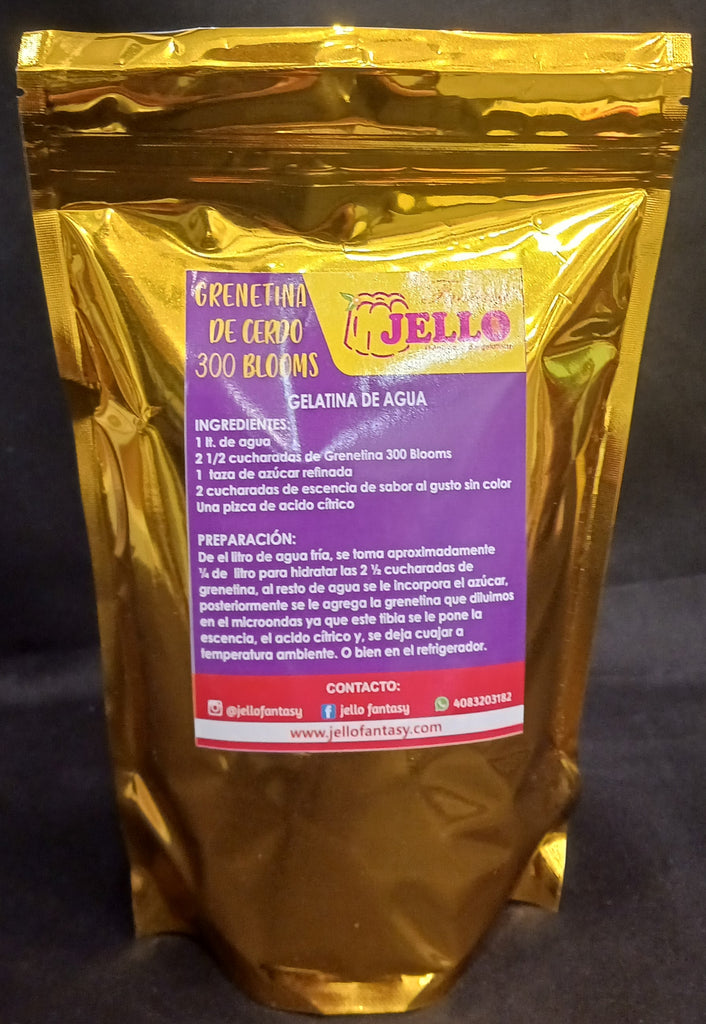 GRENETINA
DE CERDO
300 BLOOMS
JELLO
GELATINA DE AGUA
INGREDIENTES:
1 lt. de agua
2 1/2 cucharadas de Grenetina 300 Blooms
1 taza de azúcar refinada
2 cucharadas de escencia de sabor al gusto sin color
Una pizca de acido cítrico
PREPARACIÓN:
De el litro de agua fría, se toma aproximadamente
¼ de litro para hidratar las 2 ½ cucharadas de
grenetina, al resto de agua se le incorpora el azúcar,
posteriormente se le agrega la grenetina que diluimos
en el microondas ya que este tibia se le pone la
escencia, el acido cítrico y, se deja cuajar a
temperatura ambiente. O bien en el refrigerador.
CONTACTO:
@jellofantasy jello fantasy 4083203182
www.jellofantasy.com